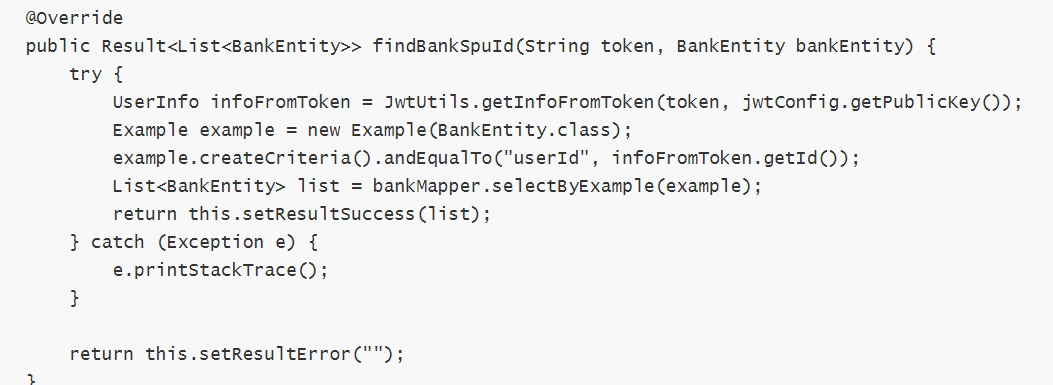 @Override
public Result<List<BankEntity>> findBankSpuId(String token, BankEntity bankEntity) {
try {
UserInfo infoFromToken = JwtUtils.getInfoFromToken(token, jwtConfig.getPublicKey());
Example example = new Example(BankEntity.class);
example.createCriteria().andEqualTo("userId", infoFromToken.getId());
List<BankEntity> list = bankMapper.selectByExample(example);
return this.setResultSuccess(list);
} catch (Exception e) {
e.printStackTrace();
}
return this.setResultError("");
}